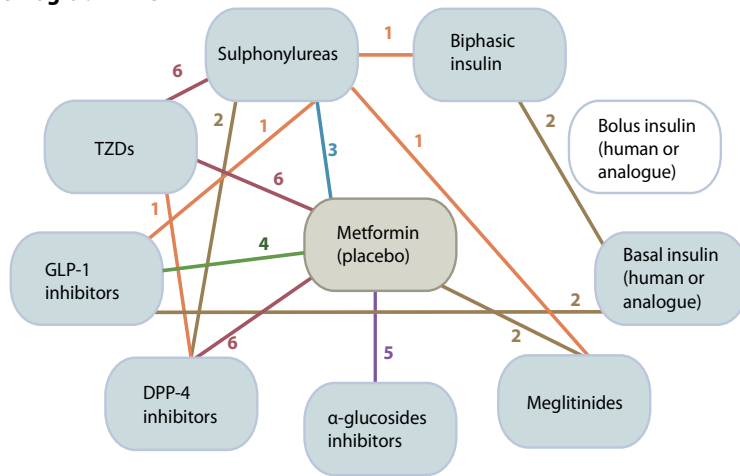 Sulphonylureas
1
Biphasic
insulin
6
2
1
3
1
2
Bolus insulin
(human or
analogue)
TZDs
6
1
Metformin
(placebo)
4
GLP-1
inhibitors
Basal insulin
(human or
analogue)
2
6
5
2
DPP-4
inhibitors
α-glucosides
inhibitors
Meglitinides